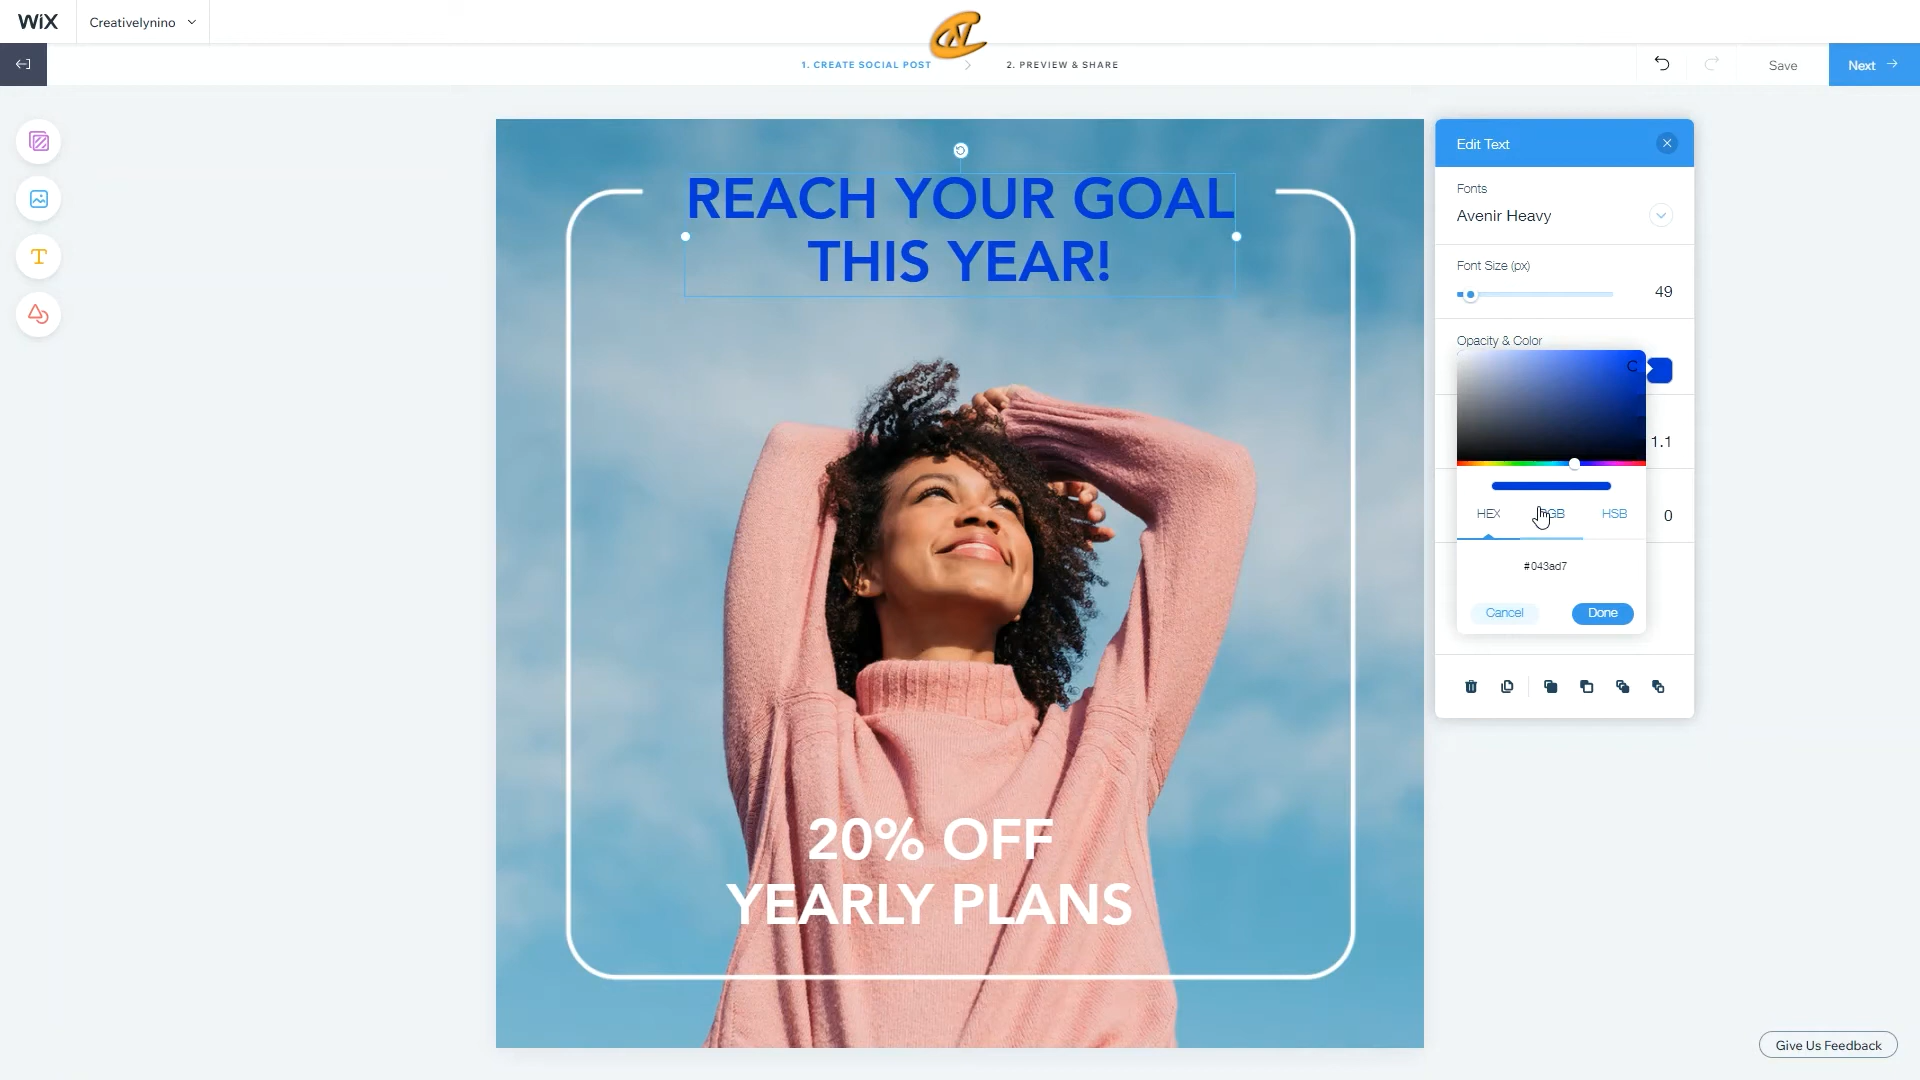 WiX
Creativelynino
1. CREATE SOCIAL POST
2. PREVIEW & SHARE
Save
Next
REACH YOUR GOAL
THIS YEAR!
20% OFF
YEARLY PLANS
Edit Text
Fonts
Avenir Heavy
Font Size (px)
49
Opacity & Color
1.1
HEX
HSB
0
#043ad7
Cancel
Done
Give Us Feedback